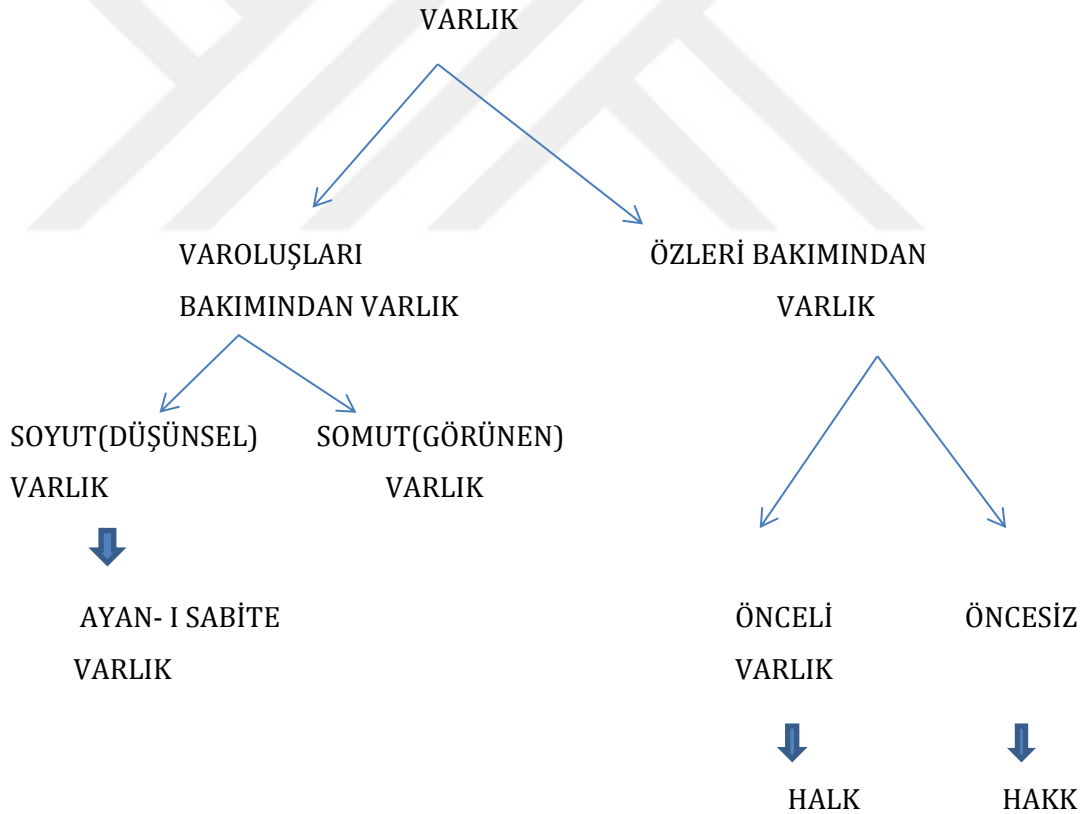 VARLIK
VAROLUŞLARI
BAKIMINDAN VARLIK
ÖZLERİ BAKIMINDAN
VARLIK
SOYUT(DÜŞÜNSEL)
VARLIK
SOMUT(GÖRÜNEN)
VARLIK
AYAN- I SABİTE
VARLIK
ÖNCELİ
VARLIK
ÖNCESİZ
HALK
HAKK